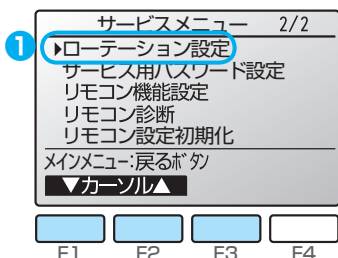 サービスメニュー 2/2
1 ▶ローテーション設定
サービス用パスワード設定
リモコン機能設定
リモコン診断
リモコン設定初期化
メインメニュー:戻るボタン
▼カーソル▲
F1 F2 F3 F4